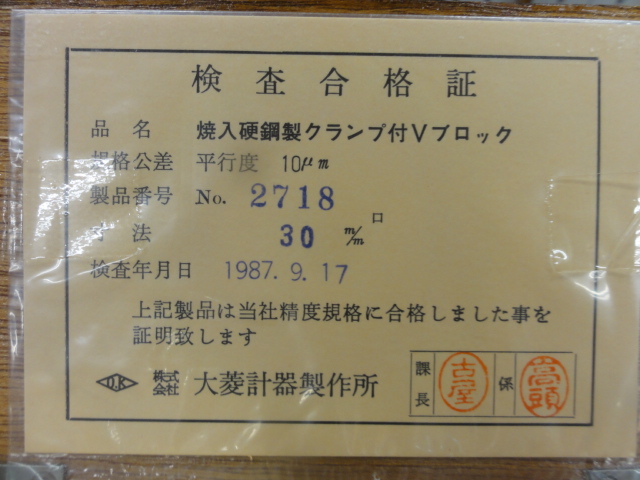 検査合格証
品名 焼入硬鋼製クランプ付Vブロック
規格公差 平行度 10μm
製品番号 No. 2718
寸法 30 m/m 口
検査年月日 1987.9.17
上記製品は当社精度規格に合格しました事を
証明致します
D.K 株式会社 大菱計器製作所
課長 古屋 係 高頭